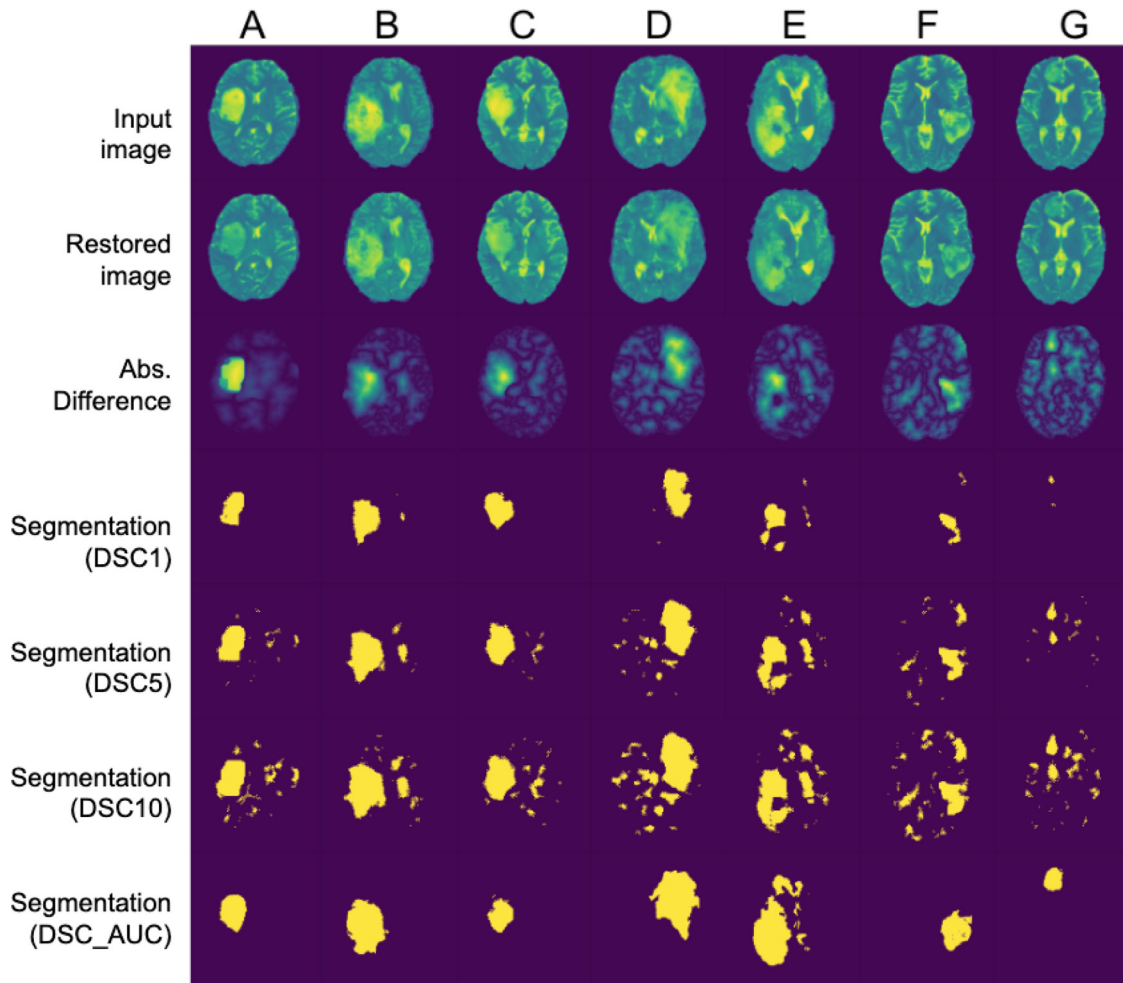 A B C D E F G
Input
image
Restored
image
Abs.
Difference
Segmentation
(DSC1)
Segmentation
(DSC5)
Segmentation
(DSC10)
Segmentation
(DSC_AUC)